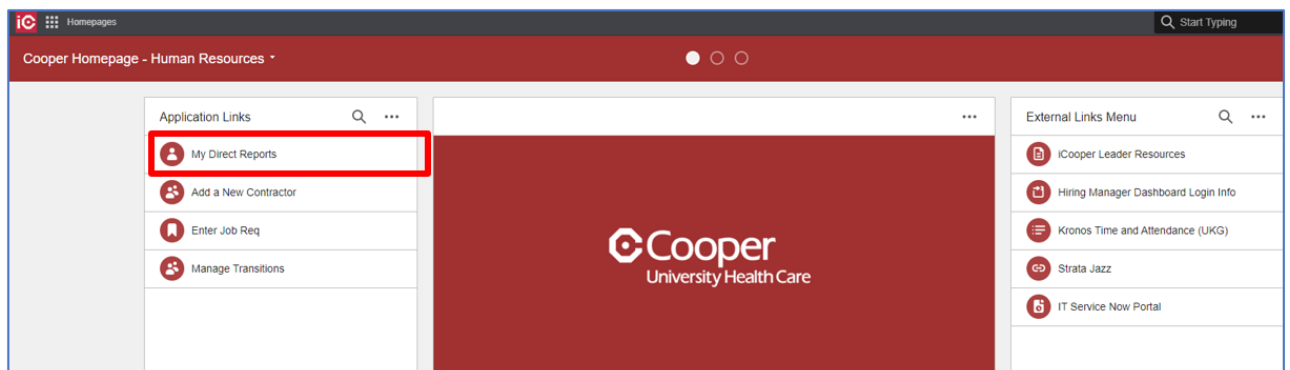 iC Homepages
Start Typing
Cooper Homepage - Human Resources
Application Links
My Direct Reports
Add a New Contractor
Enter Job Req
Manage Transitions
Cooper
University Health Care
External Links Menu
iCooper Leader Resources
Hiring Manager Dashboard Login Info
Kronos Time and Attendance (UKG)
Strata Jazz
IT Service Now Portal